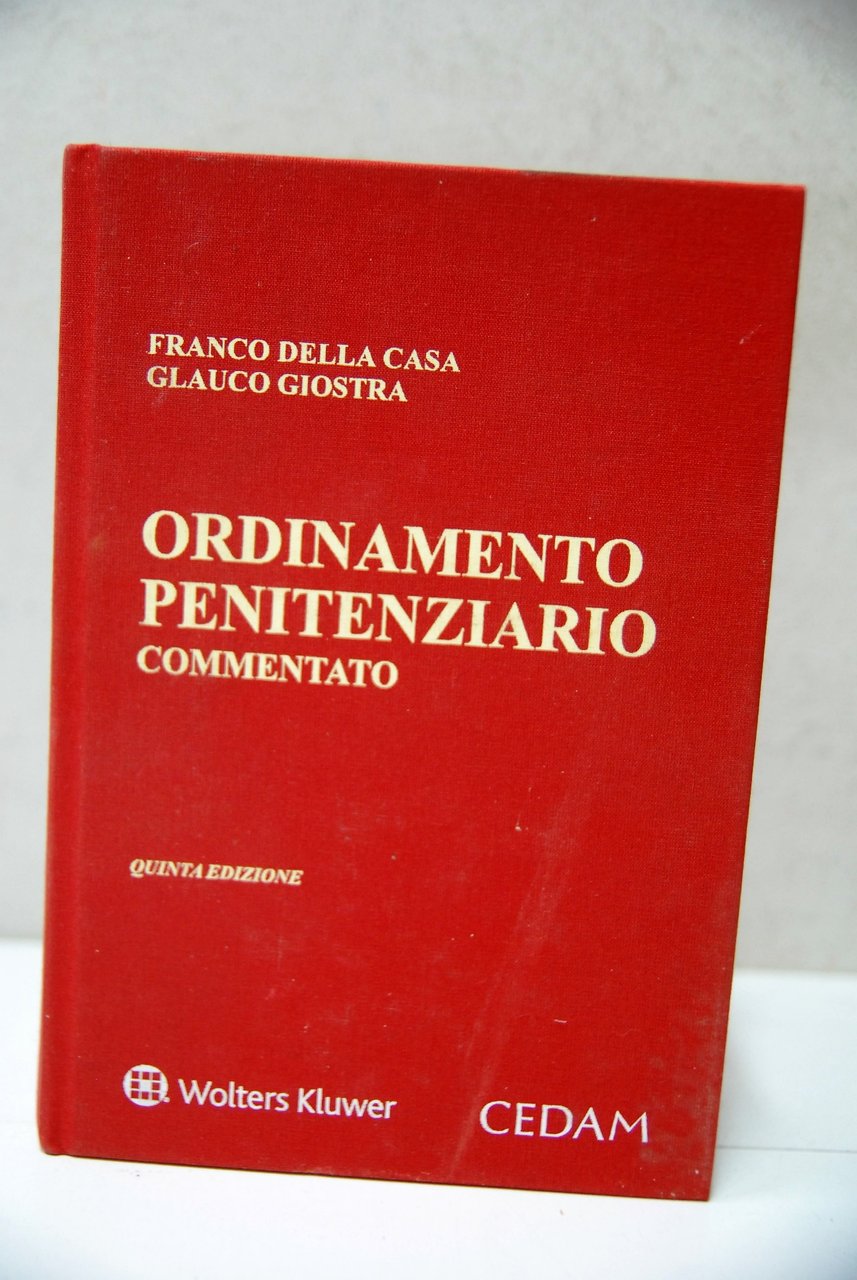 FRANCO DELLA CASA
GLAUCO GIOSTRA
ORDINAMENTO
PENITENZIARIO
COMMENTATO
QUINTA EDIZIONE
Wolters Kluwer
CEDAM